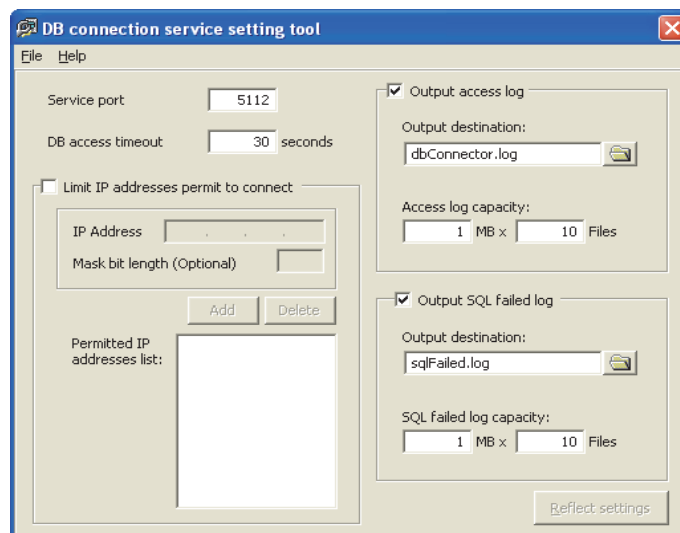 DB connection service setting tool
File Help
Service port 5112
DB access timeout 30 seconds
Limit IP addresses permit to connect
IP Address . . .
Mask bit length (Optional)
Add Delete
Permitted IP
addresses list:
Output access log
Output destination:
dbConnector.log
Access log capacity:
1 MB x 10 Files
Output SQL failed log
Output destination:
sqlFailed.log
SQL failed log capacity:
1 MB x 10 Files
Reflect settings